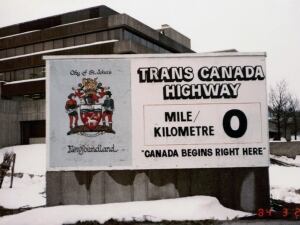 City of St. John's
Newfoundland
TRANS CANADA
HIGHWAY
MILE/
KILOMETRE 0
"CANADA BEGINS RIGHT HERE"